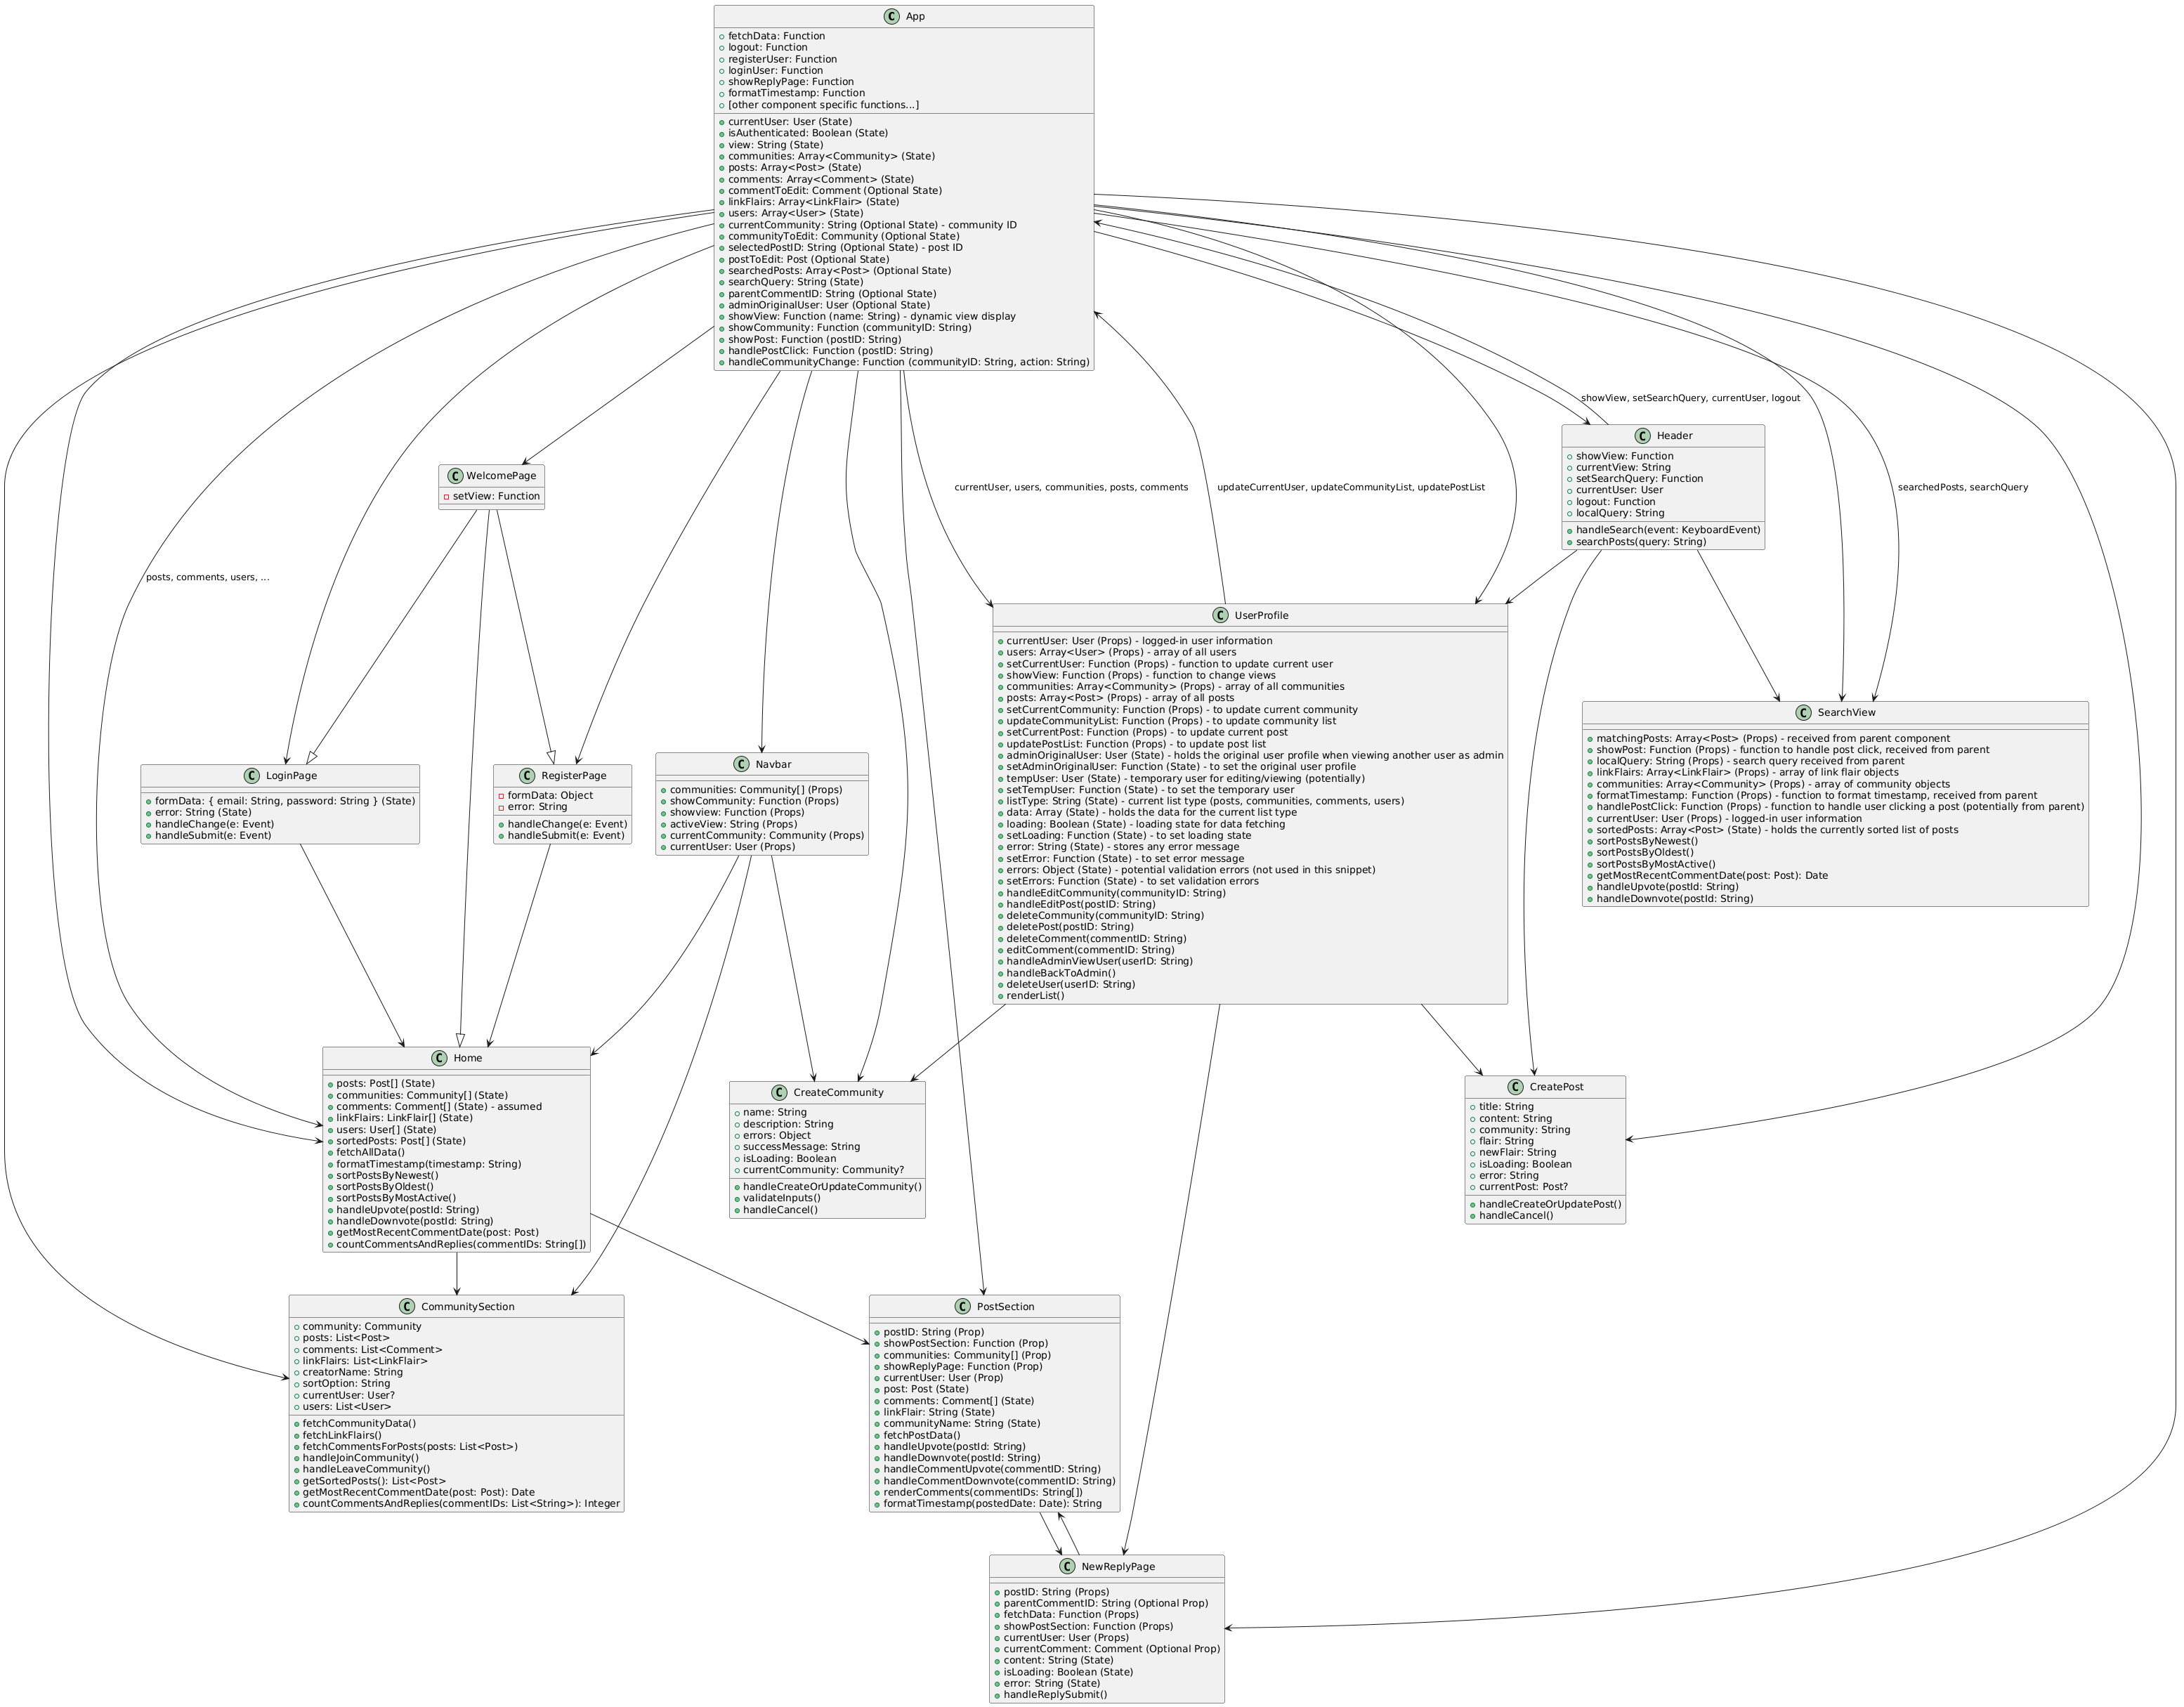 App
fetchData: Function
logout: Function
registerUser: Function
loginUser: Function
showReplyPage: Function
formatTimestamp: Function
[other component specific functions...]
currentUser: User (State)
isAuthenticated: Boolean (State)
view: String (State)
communities: Array<Community> (State)
posts: Array<Post> (State)
comments: Array<Comment> (State)
commentToEdit: Comment (Optional State)
linkFlairs: Array<LinkFlair> (State)
users: Array<User> (State)
currentCommunity: String (Optional State) - community ID
communityToEdit: Community (Optional State)
selectedPostID: String (Optional State) - post ID
postToEdit: Post (Optional State)
searchedPosts: Array<Post> (Optional State)
searchQuery: String (State)
parentCommentID: String (Optional State)
adminOriginalUser: User (Optional State)
showView: Function (name: String) - dynamic view display
showCommunity: Function (communityID: String)
showPost: Function (postID: String)
handlePostClick: Function (postID: String)
handleCommunityChange: Function (communityID: String, action: String)
showView, setSearchQuery, currentUser, logout
Header
showView: Function
currentView: String
setSearchQuery: Function
currentUser: User
logout: Function
localQuery: String
handleSearch(event: KeyboardEvent)
searchPosts(query: String)
WelcomePage
setView: Function
currentUser, users, communities, posts, comments
updateCurrentUser, updateCommunityList, updatePostList
searchedPosts, searchQuery
posts, comments, users, ...
UserProfile
currentUser: User (Props) - logged-in user information
users: Array<User> (Props) - array of all users
setCurrentUser: Function (Props) - function to update current user
showView: Function (Props) - function to change views
communities: Array<Community> (Props) - array of all communities
posts: Array<Post> (Props) - array of all posts
setCurrentCommunity: Function (Props) - to update current community
updateCommunityList: Function (Props) - to update community list
setCurrentPost: Function (Props) - to update current post
updatePostList: Function (Props) - to update post list
adminOriginalUser: User (State) - holds the original user profile when viewing another user as admin
setAdminOriginalUser: Function (State) - to set the original user profile
tempUser: User (State) - temporary user for editing/viewing (potentially)
setTempUser: Function (State) - to set the temporary user
listType: String (State) - current list type (posts, communities, comments, users)
data: Array (State) - holds the data for the current list type
loading: Boolean (State) - loading state for data fetching
setLoading: Function (State) - to set loading state
error: String (State) - stores any error message
setError: Function (State) - to set error message
errors: Object (State) - potential validation errors (not used in this snippet)
setErrors: Function (State) - to set validation errors
handleEditCommunity(communityID: String)
handleEditPost(postID: String)
deleteCommunity(communityID: String)
deletePost(postID: String)
deleteComment(commentID: String)
editComment(commentID: String)
handleAdminViewUser(userID: String)
handleBackToAdmin()
deleteUser(userID: String)
renderList()
SearchView
matchingPosts: Array<Post> (Props) - received from parent component
showPost: Function (Props) - function to handle post click, received from parent
localQuery: String (Props) - search query received from parent
linkFlairs: Array<LinkFlair> (Props) - array of link flair objects
communities: Array<Community> (Props) - array of community objects
formatTimestamp: Function (Props) - function to format timestamp, received from parent
handlePostClick: Function (Props) - function to handle user clicking a post (potentially from parent)
currentUser: User (Props) - logged-in user information
sortedPosts: Array<Post> (State) - holds the currently sorted list of posts
sortPostsByNewest()
sortPostsByOldest()
sortPostsByMostActive()
getMostRecentCommentDate(post: Post): Date
handleUpvote(postId: String)
handleDownvote(postId: String)
LoginPage
formData: { email: String, password: String } (State)
error: String (State)
handleChange(e: Event)
handleSubmit(e: Event)
RegisterPage
formData: Object
error: String
handleChange(e: Event)
handleSubmit(e: Event)
Navbar
communities: Community[] (Props)
showCommunity: Function (Props)
showview: Function (Props)
activeView: String (Props)
currentCommunity: Community (Props)
currentUser: User (Props)
Home
posts: Post[] (State)
communities: Community[] (State)
comments: Comment[] (State) - assumed
linkFlairs: LinkFlair[] (State)
users: User[] (State)
sortedPosts: Post[] (State)
fetchAllData()
formatTimestamp(timestamp: String)
sortPostsByNewest()
sortPostsByOldest()
sortPostsByMostActive()
handleUpvote(postId: String)
handleDownvote(postId: String)
getMostRecentCommentDate(post: Post)
countCommentsAndReplies(commentIDs: String[])
CreateCommunity
name: String
description: String
errors: Object
successMessage: String
isLoading: Boolean
currentCommunity: Community?
handleCreateOrUpdateCommunity()
validateInputs()
handleCancel()
CreatePost
title: String
content: String
community: String
flair: String
newFlair: String
isLoading: Boolean
error: String
currentPost: Post?
handleCreateOrUpdatePost()
handleCancel()
CommunitySection
community: Community
posts: List<Post>
comments: List<Comment>
linkFlairs: List<LinkFlair>
creatorName: String
sortOption: String
currentUser: User?
users: List<User>
fetchCommunityData()
fetchLinkFlairs()
fetchCommentsForPosts(posts: List<Post>)
handleJoinCommunity()
handleLeaveCommunity()
getSortedPosts(): List<Post>
getMostRecentCommentDate(post: Post): Date
countCommentsAndReplies(commentIDs: List<String>): Integer
PostSection
postID: String (Prop)
showPostSection: Function (Prop)
communities: Community[] (Prop)
showReplyPage: Function (Prop)
currentUser: User (Prop)
post: Post (State)
comments: Comment[] (State)
linkFlair: String (State)
communityName: String (State)
fetchPostData()
handleUpvote(postId: String)
handleDownvote(postId: String)
handleCommentUpvote(commentID: String)
handleCommentDownvote(commentID: String)
renderComments(commentIDs: String[])
formatTimestamp(postedDate: Date): String
NewReplyPage
postID: String (Props)
parentCommentID: String (Optional Prop)
fetchData: Function (Props)
showPostSection: Function (Props)
currentUser: User (Props)
currentComment: Comment (Optional Prop)
content: String (State)
isLoading: Boolean (State)
error: String (State)
handleReplySubmit()